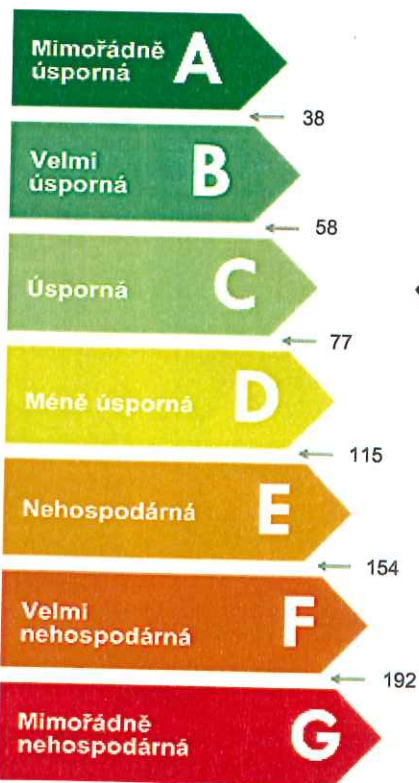 Mimořádně
úsporná
A
38
Velmi
úsporná
B
58
Úsporná
C
77
Méně úsporná
D
115
Nehospodárná
E
154
Velmi
nehospodárná
F
192
Mimořádně
nehospodárná
G